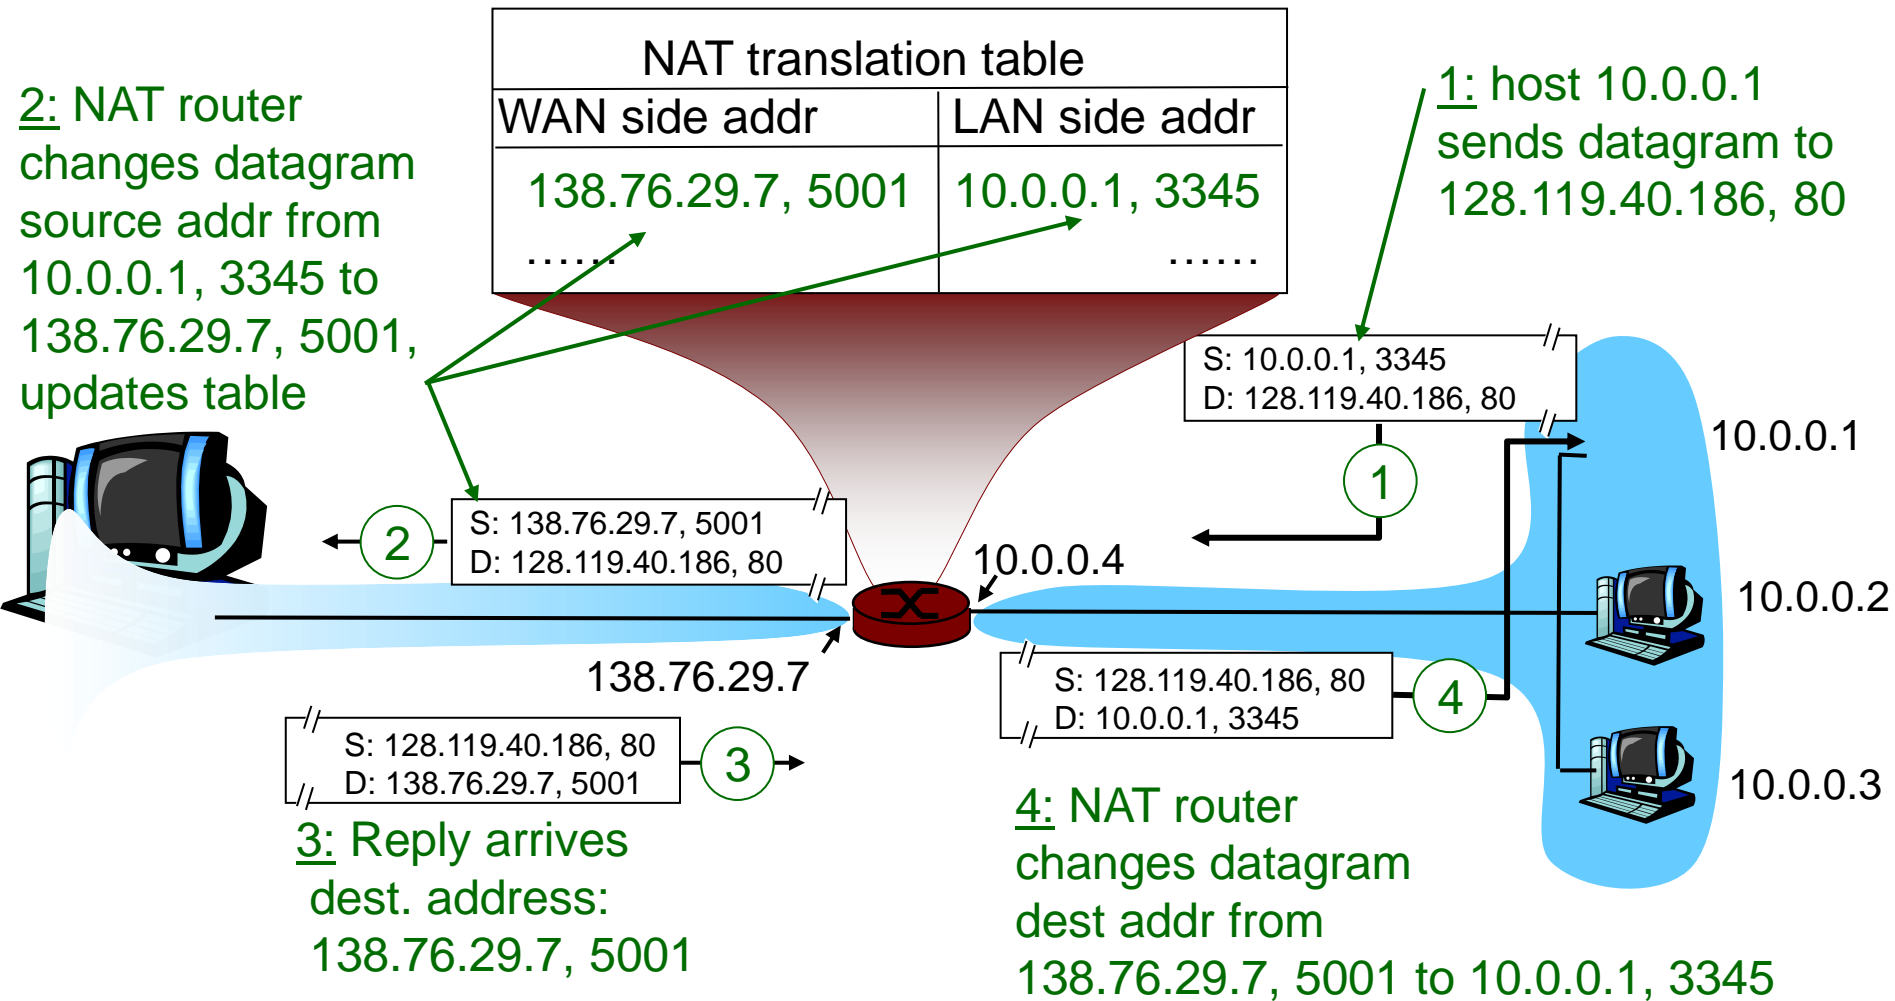 NAT translation table
WAN side addr LAN side addr
138.76.29.7, 5001 10.0.0.1, 3345
...... ......
2: NAT router
changes datagram
source addr from
10.0.0.1, 3345 to
138.76.29.7, 5001,
updates table
1: host 10.0.0.1
sends datagram to
128.119.40.186, 80
S: 10.0.0.1, 3345
D: 128.119.40.186, 80
1
10.0.0.1
S: 138.76.29.7, 5001
D: 128.119.40.186, 80
2
10.0.0.4
10.0.0.2
138.76.29.7
S: 128.119.40.186, 80
D: 10.0.0.1, 3345
4
S: 128.119.40.186, 80
D: 138.76.29.7, 5001
3
10.0.0.3
3: Reply arrives
dest. address:
138.76.29.7, 5001
4: NAT router
changes datagram
dest addr from
138.76.29.7, 5001 to 10.0.0.1, 3345